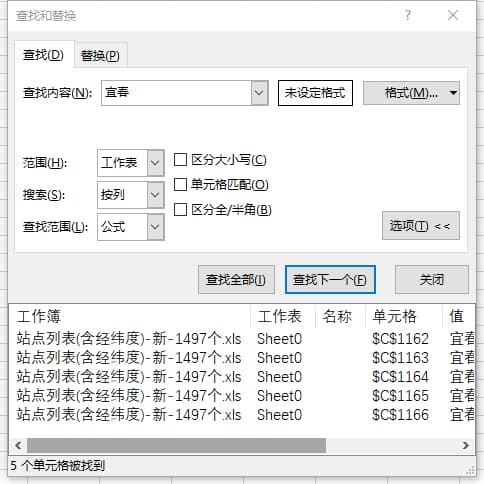 查找和替换
?
查找(D) 替换(P)
查找内容(N): 宜春 未设定格式 格式(M)...
范围(H): 工作表 区分大小写(C)
搜索(S): 按列 单元格匹配(O)
查找范围(L): 公式 区分全/半角(B)
选项(T) <<
查找全部(I) 查找下一个(F) 关闭
工作簿 工作表 名称 单元格 值
站点列表(含经纬度)-新-1497个.xls Sheet0 $C$1162 宜春
站点列表(含经纬度)-新-1497个.xls Sheet0 $C$1163 宜春
站点列表(含经纬度)-新-1497个.xls Sheet0 $C$1164 宜春
站点列表(含经纬度)-新-1497个.xls Sheet0 $C$1165 宜春
站点列表(含经纬度)-新-1497个.xls Sheet0 $C$1166 宜春
5 个单元格被找到